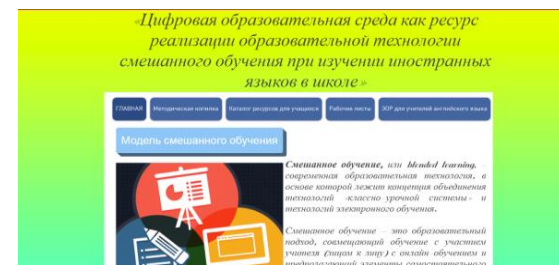 «Цифровая образовательная среда как ресурс
реализации образовательной технологии
смешанного обучения при изучении иностранных
языков в школе»
ГЛАВНАЯ Методическая копилка Каталог ресурсов для учащихся Рабочие листы ЭОР для учителей английского языка
Модель смешанного обучения
Смешанное обучение, или blended learning, –
современная образовательная технология, в
основе которой лежит концепция объединения
технологий «классно-урочной системы» и
технологий электронного обучения.
Смешанное обучение – это образовательный
подход, совмещающий обучение с участием
учителя (лицом к лицу) с онлайн обучением и
предполагающий элементы самостоятельного